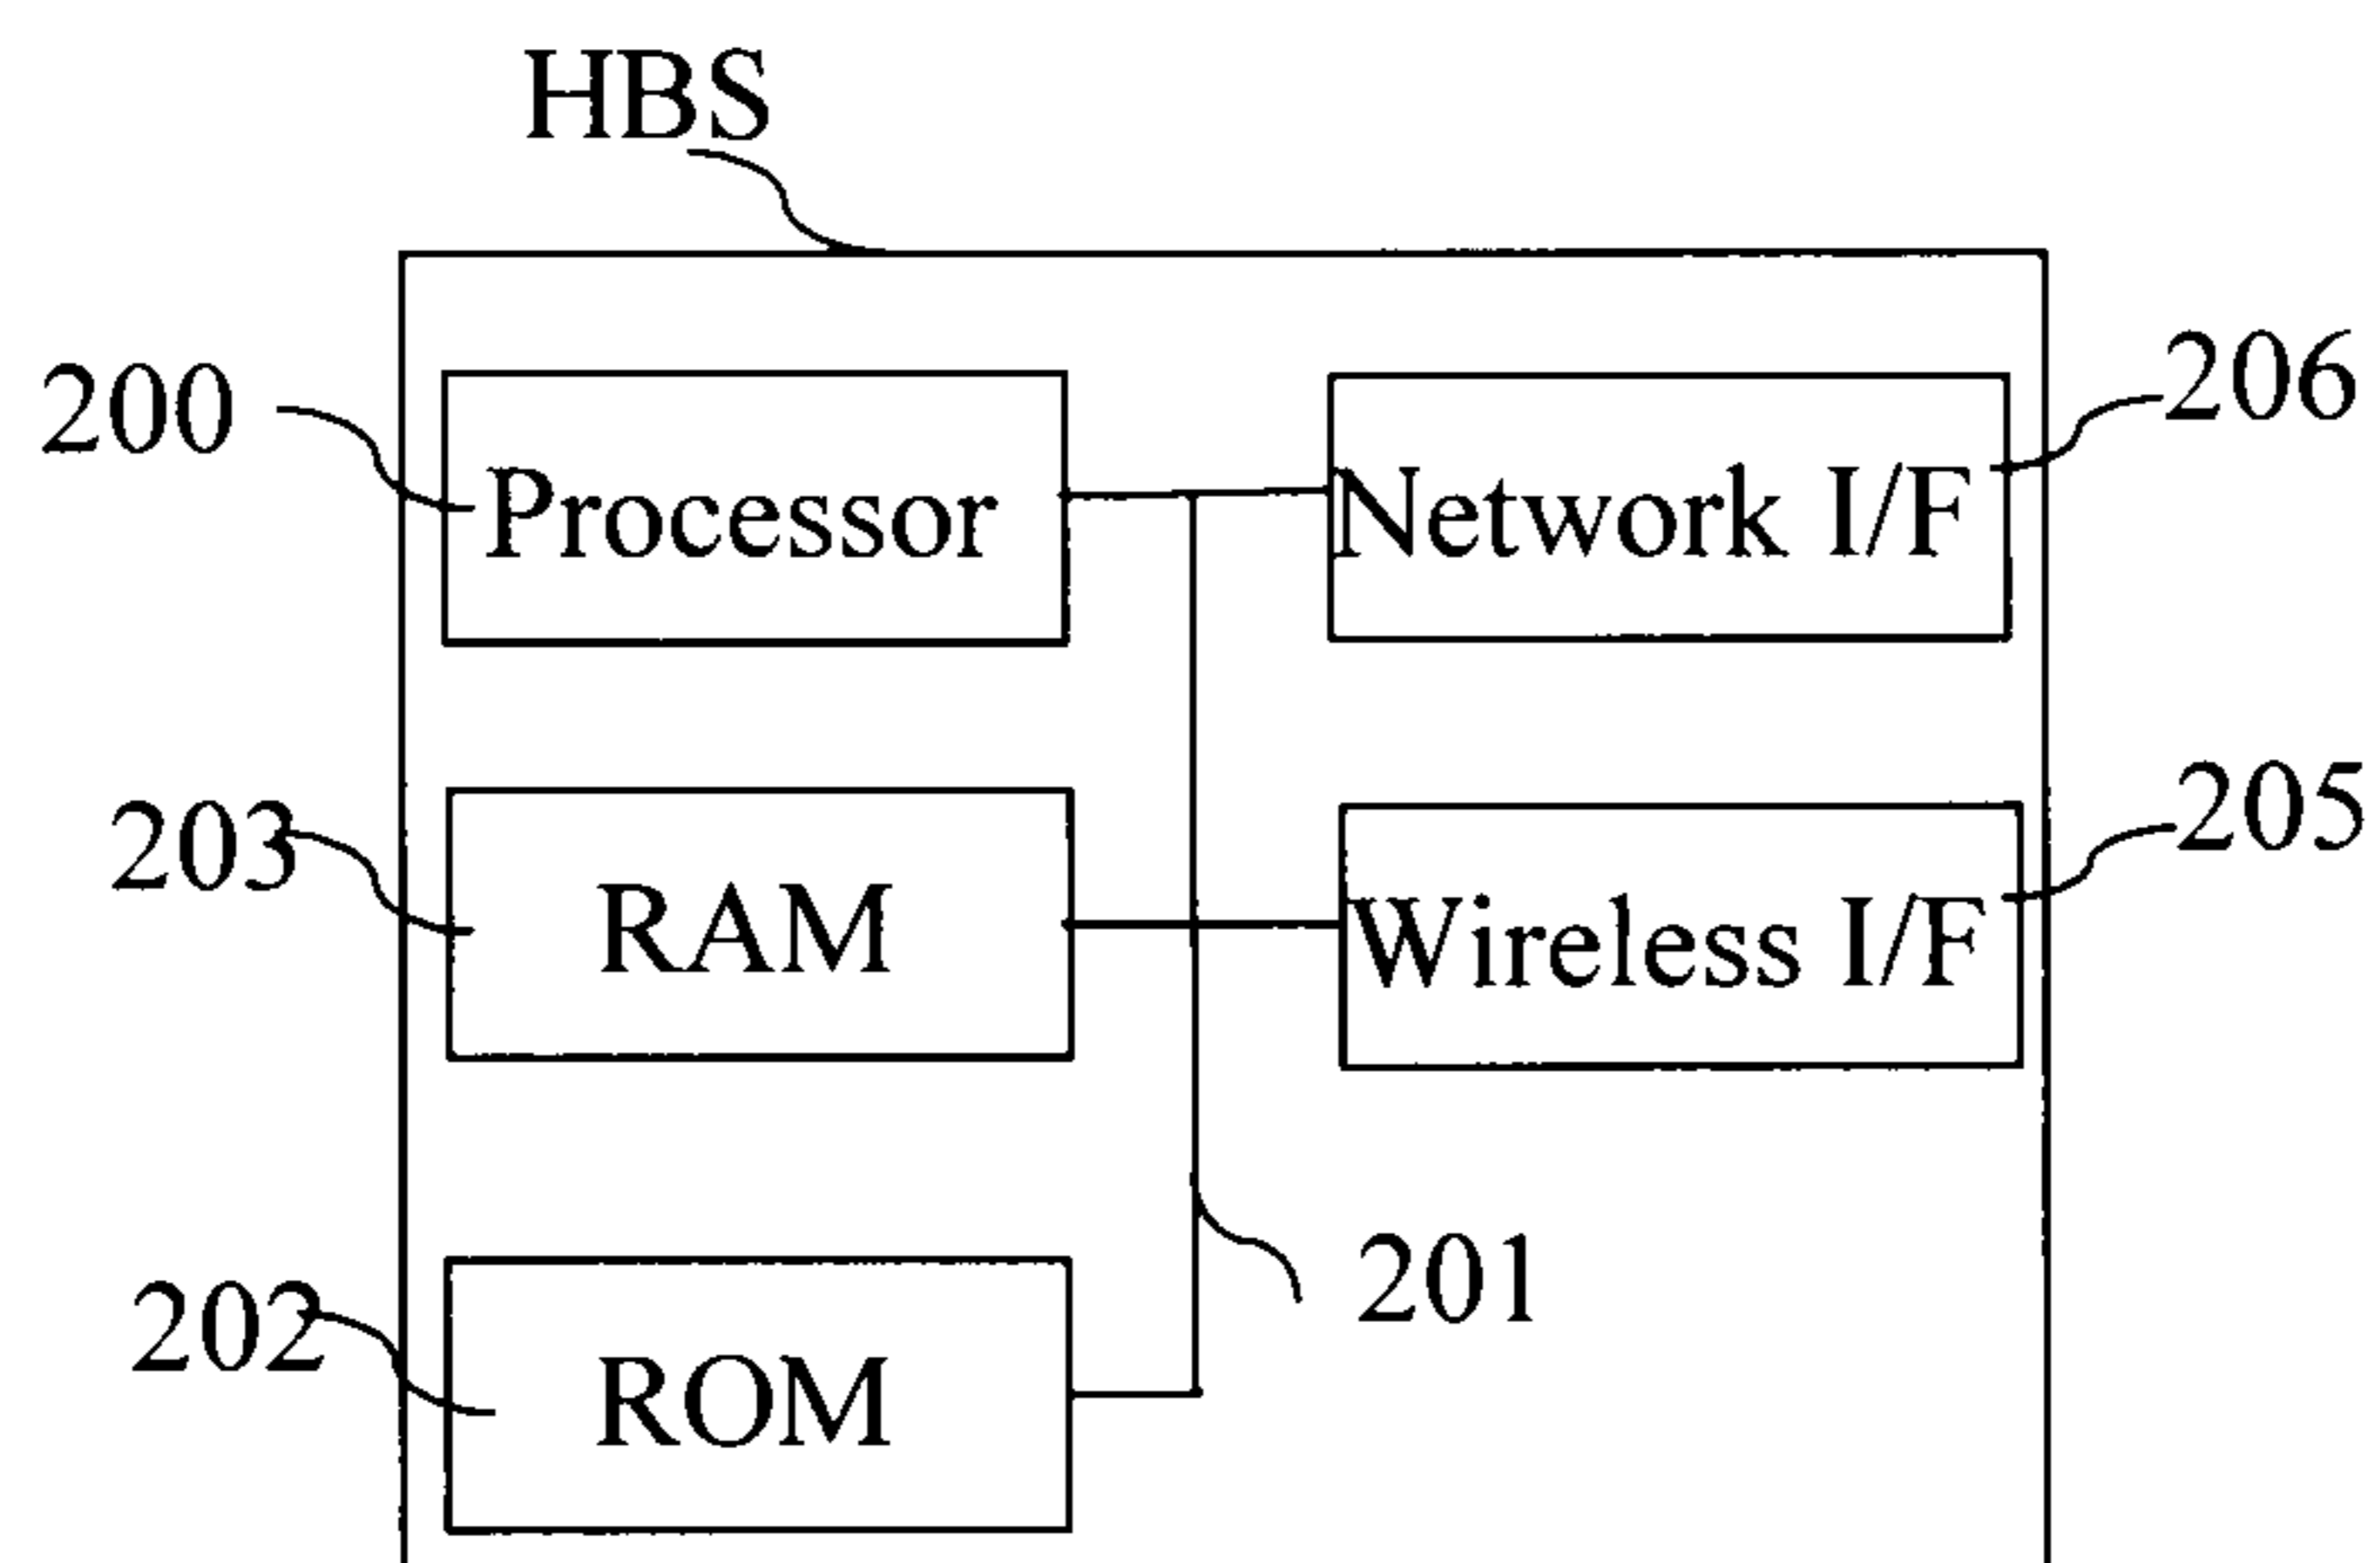 HBS
200
Processor
Network I/F
206
203
RAM
Wireless I/F
205
202
ROM
201